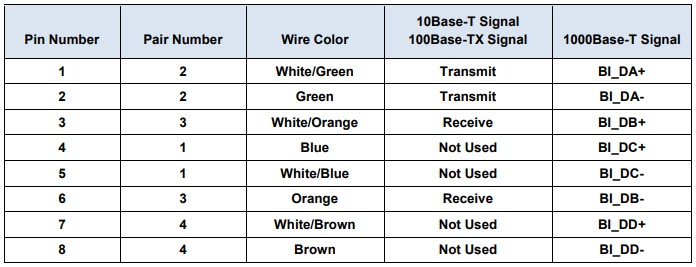 Pin Number Pair Number Wire Color 10Base-T Signal 100Base-TX Signal 1000Base-T Signal
1 2 White/Green Transmit BI_DA+
2 2 Green Transmit BI_DA-
3 3 White/Orange Receive BI_DB+
4 1 Blue Not Used BI_DC+
5 1 White/Blue Not Used BI_DC-
6 3 Orange Receive BI_DB-
7 4 White/Brown Not Used BI_DD+
8 4 Brown Not Used BI_DD-